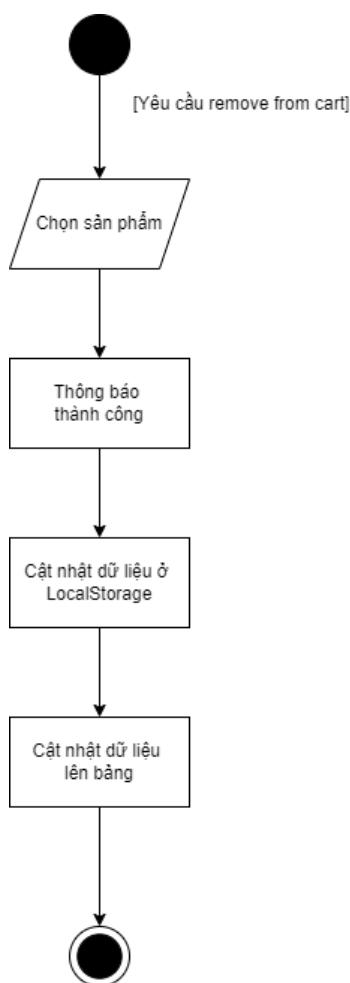 [Yêu cầu remove from cart]
Chọn sản phẩm
Thông báo
thành công
Cật nhật dữ liệu ở
LocalStorage
Cật nhật dữ liệu
lên bảng